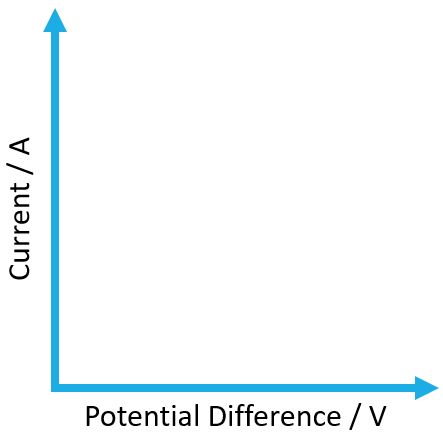 Current / A
Potential Difference / V